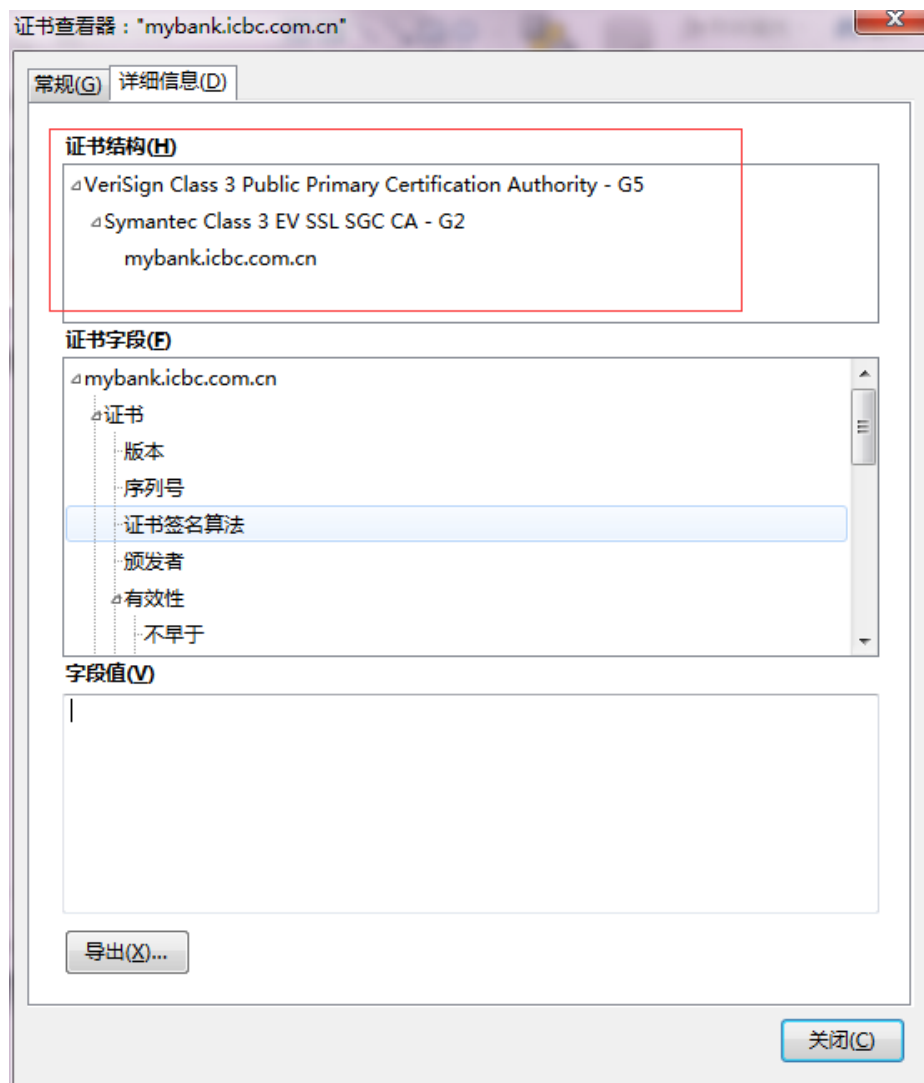 证书查看器："mybank.icbc.com.cn"
常规(G) 详细信息(D)
证书结构(H)
VeriSign Class 3 Public Primary Certification Authority - G5
Symantec Class 3 EV SSL SGC CA - G2
mybank.icbc.com.cn
证书字段(F)
mybank.icbc.com.cn
证书
版本
序列号
证书签名算法
颁发者
有效性
不早于
字段值(V)
导出(X)...
关闭(C)